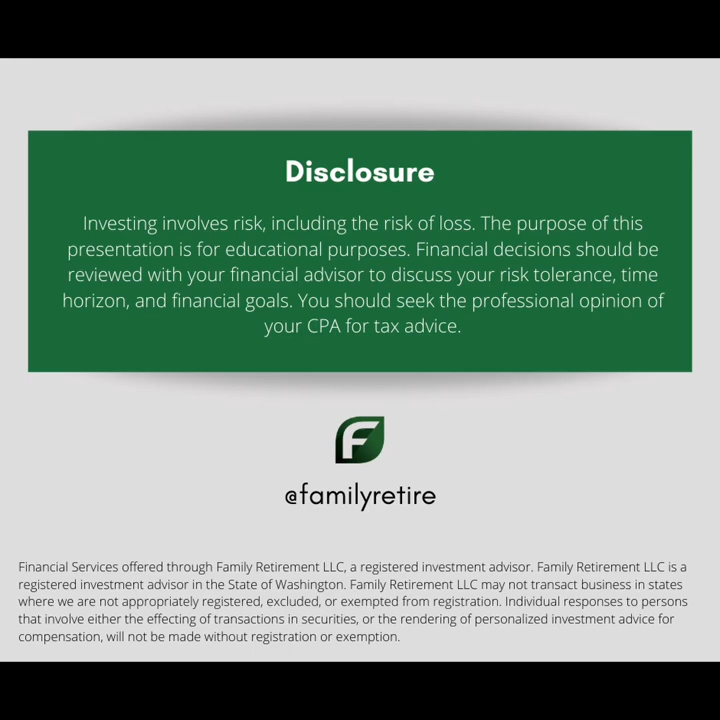 Disclosure
Investing involves risk, including the risk of loss. The purpose of this
presentation is for educational purposes. Financial decisions should be
reviewed with your financial advisor to discuss your risk tolerance, time
horizon, and financial goals. You should seek the professional opinion of
your CPA for tax advice.
F
@familyretire
Financial Services offered through Family Retirement LLC, a registered investment advisor. Family Retirement LLC is a
registered investment advisor in the State of Washington. Family Retirement LLC may not transact business in states
where we are not appropriately registered, excluded, or exempted from registration. Individual responses to persons
that involve either the effecting of transactions in securities, or the rendering of personalized investment advice for
compensation, will not be made without registration or exemption.